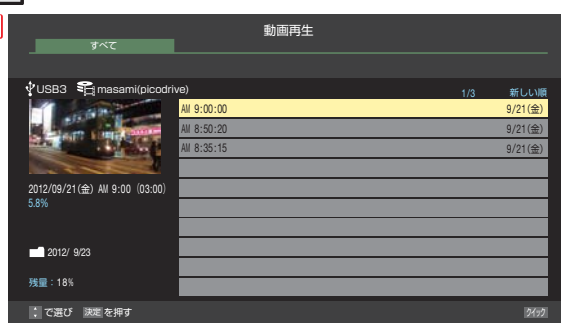 動画再生
すべて
USB3 masami(picodrive)
1/3 新しい順
AM 9:00:00 9/21(金)
AM 8:50:20 9/21(金)
AM 8:35:15 9/21(金)
2012/09/21(金) AM 9:00 (03:00)
5.8%
2012/ 9/23
残量：18%
で選び 決定 を押す
クイック